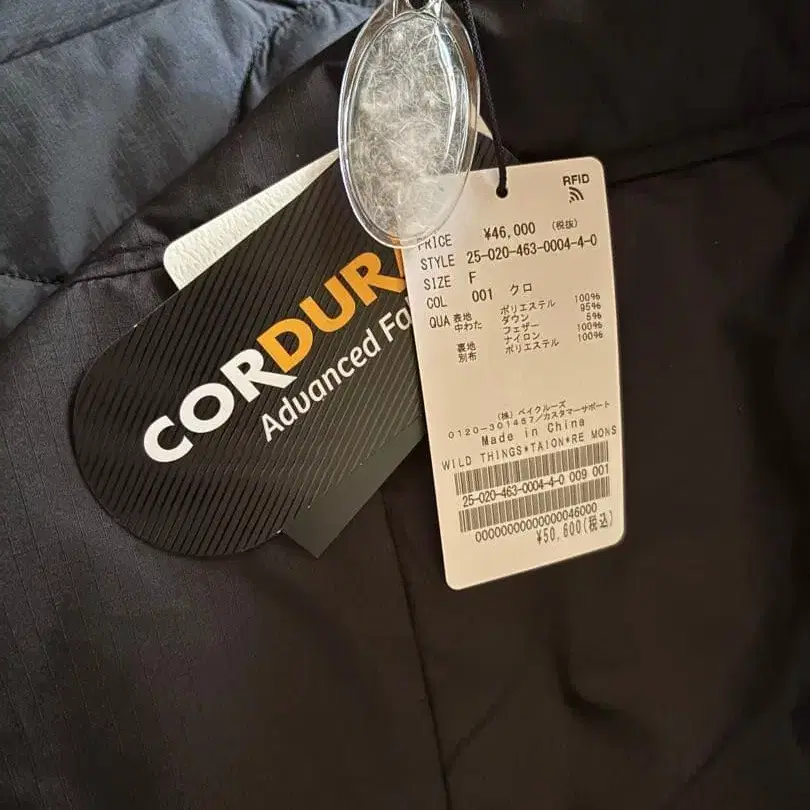 CORDUR
Advanced Fa
RFID
PRICE ¥46,000 (税抜)
STYLE 25-020-463-0004-4-0
SIZE F
COL 001 クロ
QUA 表地 ポリエステル 100%
中わた ダウン 95%
フェザー 5%
裏地 ナイロン 100%
別布 ポリエステル 100%
(株) ベイクルーズ
0120-301457/カスタマーサポート
Made in China
WILD THINGS*TAION*RE MONS
25-020-463-0004-4-0 009 001
00000000000000046000
¥50,600(税込)